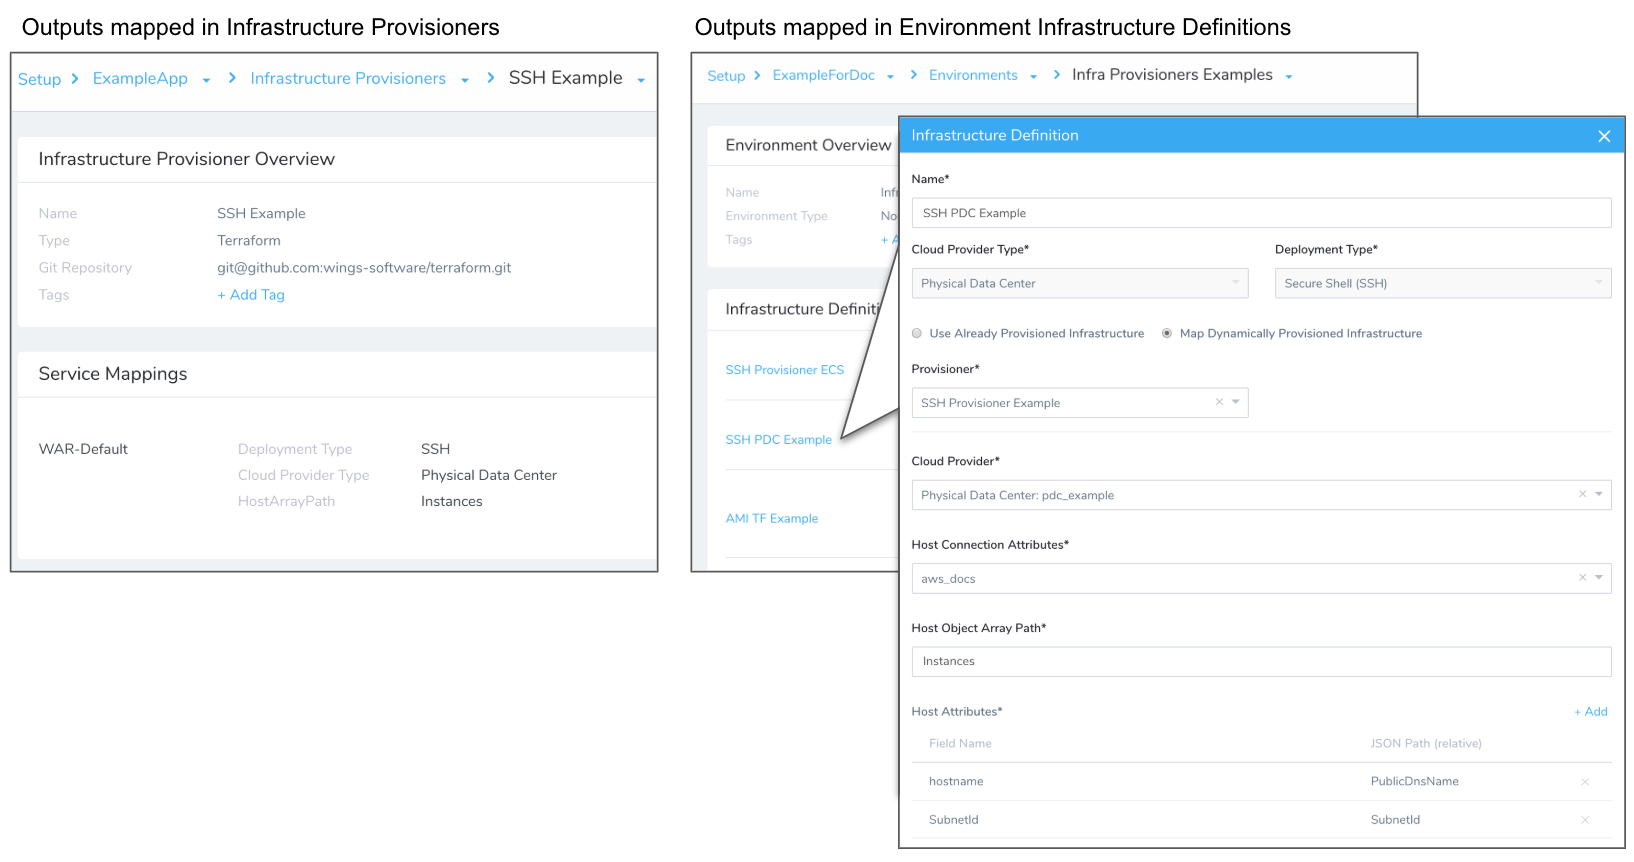 Outputs mapped in Infrastructure Provisioners
Setup > ExampleApp > Infrastructure Provisioners > SSH Example
Infrastructure Provisioner Overview
Name SSH Example
Type Terraform
Git Repository git@github.com:wings-software/terraform.git
Tags + Add Tag
Service Mappings
WAR-Default Deployment Type SSH
Cloud Provider Type Physical Data Center
HostArrayPath Instances
Outputs mapped in Environment Infrastructure Definitions
Setup > ExampleForDoc > Environments > Infra Provisioners Examples
Environment Overview
Name Infr
Environment Type No
Tags + A
Infrastructure Definiti
SSH Provisioner ECS
SSH PDC Example
AMI TF Example
Infrastructure Definition
Name*
SSH PDC Example
Cloud Provider Type* Deployment Type*
Physical Data Center Secure Shell (SSH)
Use Already Provisioned Infrastructure Map Dynamically Provisioned Infrastructure
Provisioner*
SSH Provisioner Example
Cloud Provider*
Physical Data Center: pdc_example
Host Connection Attributes*
aws_docs
Host Object Array Path*
Instances
Host Attributes* + Add
Field Name JSON Path (relative)
hostname PublicDnsName
SubnetId SubnetId